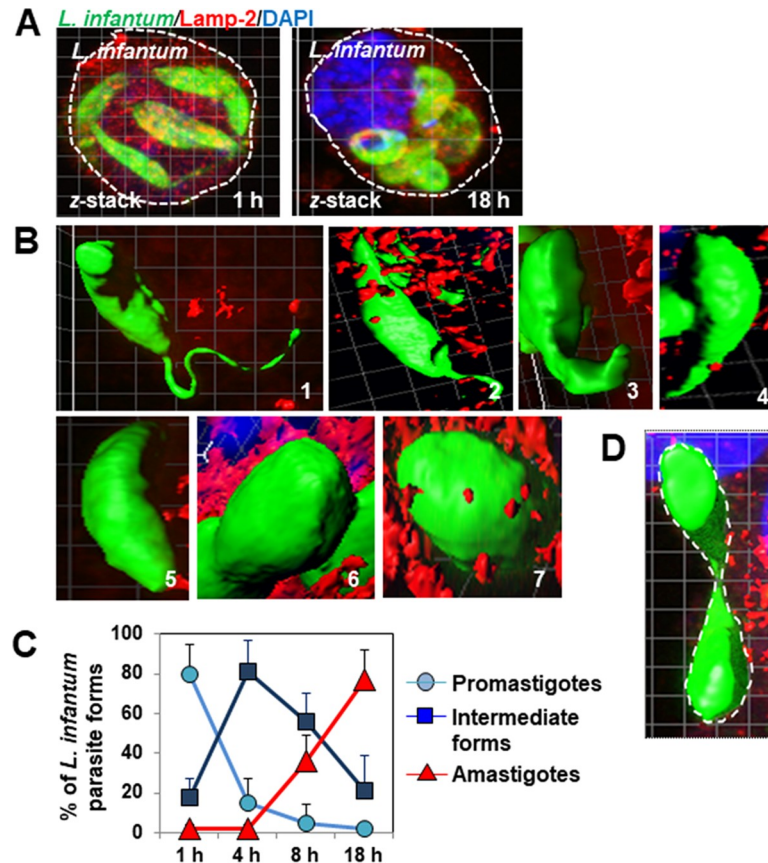 A
L. infantum/Lamp-2/DAPI
L. infantum
z-stack
1 h
L. infantum
z-stack
18 h
B
1
2
3
4
5
6
7
D
C
% of L. infantum
parasite forms
100
80
60
40
20
0
1 h
4 h
8 h
18 h
Promastigotes
Intermediate
forms
Amastigotes